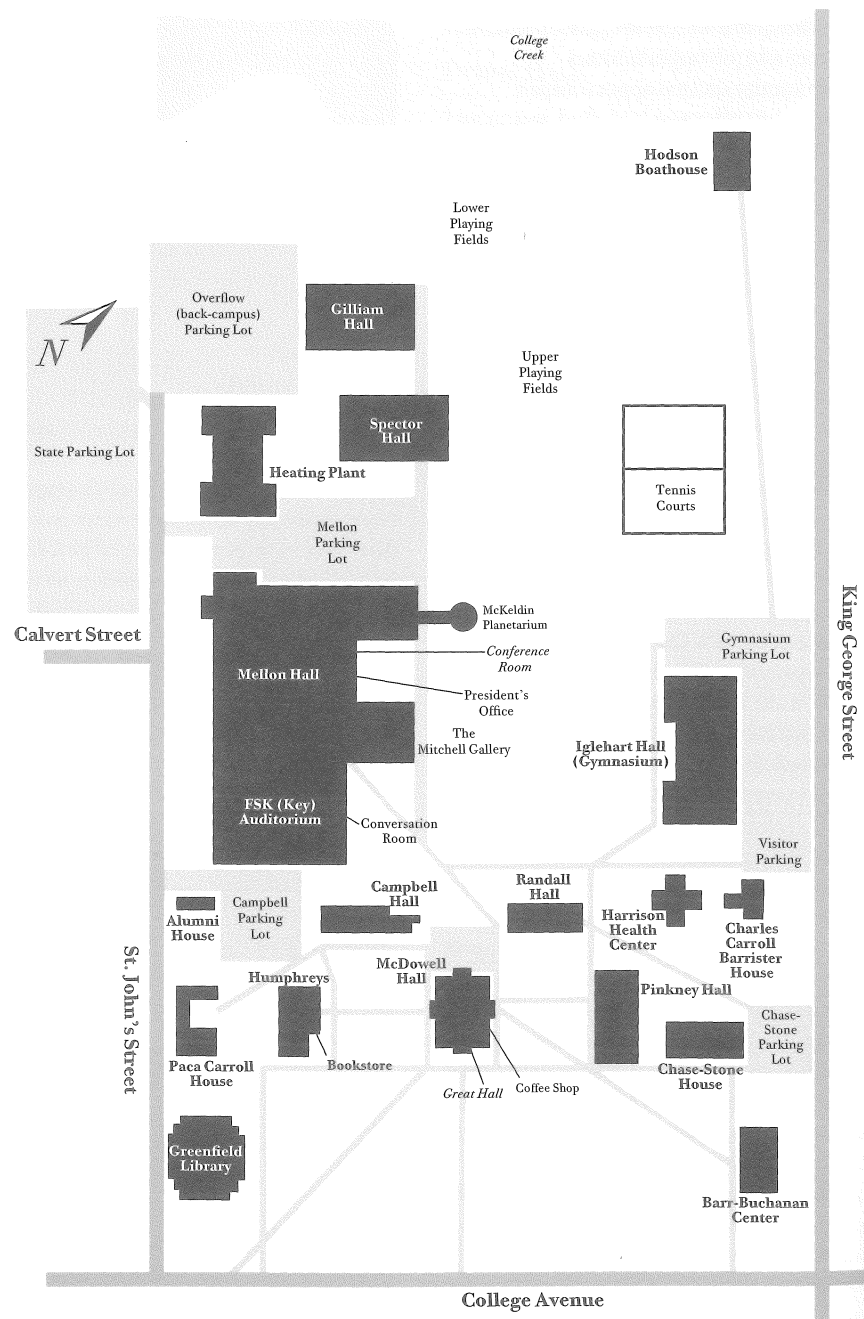 College
Creek
Hodson
Boathouse
Lower
Playing
Fields
Overflow
(back-campus)
Parking Lot
Gilliam
Hall
N
Upper
Playing
Fields
Spector
Hall
State Parking Lot
Heating Plant
Tennis
Courts
Mellon
Parking
Lot
McKeldin
Planetarium
Calvert Street
King George Street
Gymnasium
Parking Lot
Conference
Room
Mellon Hall
President's
Office
The
Mitchell Gallery
Iglehart Hall
(Gymnasium)
FSK (Key)
Auditorium
Conversation
Room
Visitor
Parking
Campbell
Hall
Randall
Hall
Alumni
House
Campbell
Parking
Lot
Harrison
Health
Center
Charles
Carroll
Barrister
House
St. John's Street
McDowell
Hall
Humphreys
Pinkney Hall
Chase-
Stone
Parking
Lot
Paca Carroll
House
Bookstore
Great Hall
Coffee Shop
Chase-Stone
House
Greenfield
Library
Barr-Buchanan
Center
College Avenue